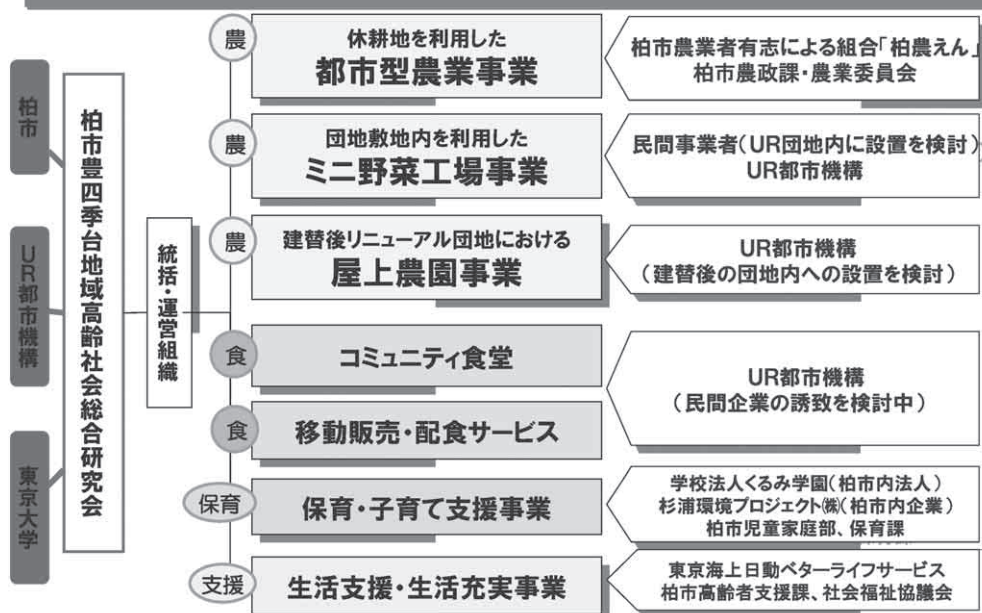 柏市
UR都市機構
東京大学
柏市豊四季台地域高齢社会総合研究会
統括・運営組織
農
休耕地を利用した
都市型農業事業
柏市農業者有志による組合「柏農えん」
柏市農政課・農業委員会
農
団地敷地内を利用した
ミニ野菜工場事業
民間事業者(UR団地内に設置を検討)
UR都市機構
農
建替後リニューアル団地における
屋上農園事業
UR都市機構
(建替後の団地内への設置を検討)
食
コミュニティ食堂
食
移動販売・配食サービス
UR都市機構
(民間企業の誘致を検討中)
保育
保育・子育て支援事業
学校法人くるみ学園(柏市内法人)
杉浦環境プロジェクト㈱(柏市内企業)
柏市児童家庭部、保育課
支援
生活支援・生活充実事業
東京海上日動ベターライフサービス
柏市高齢者支援課、社会福祉協議会